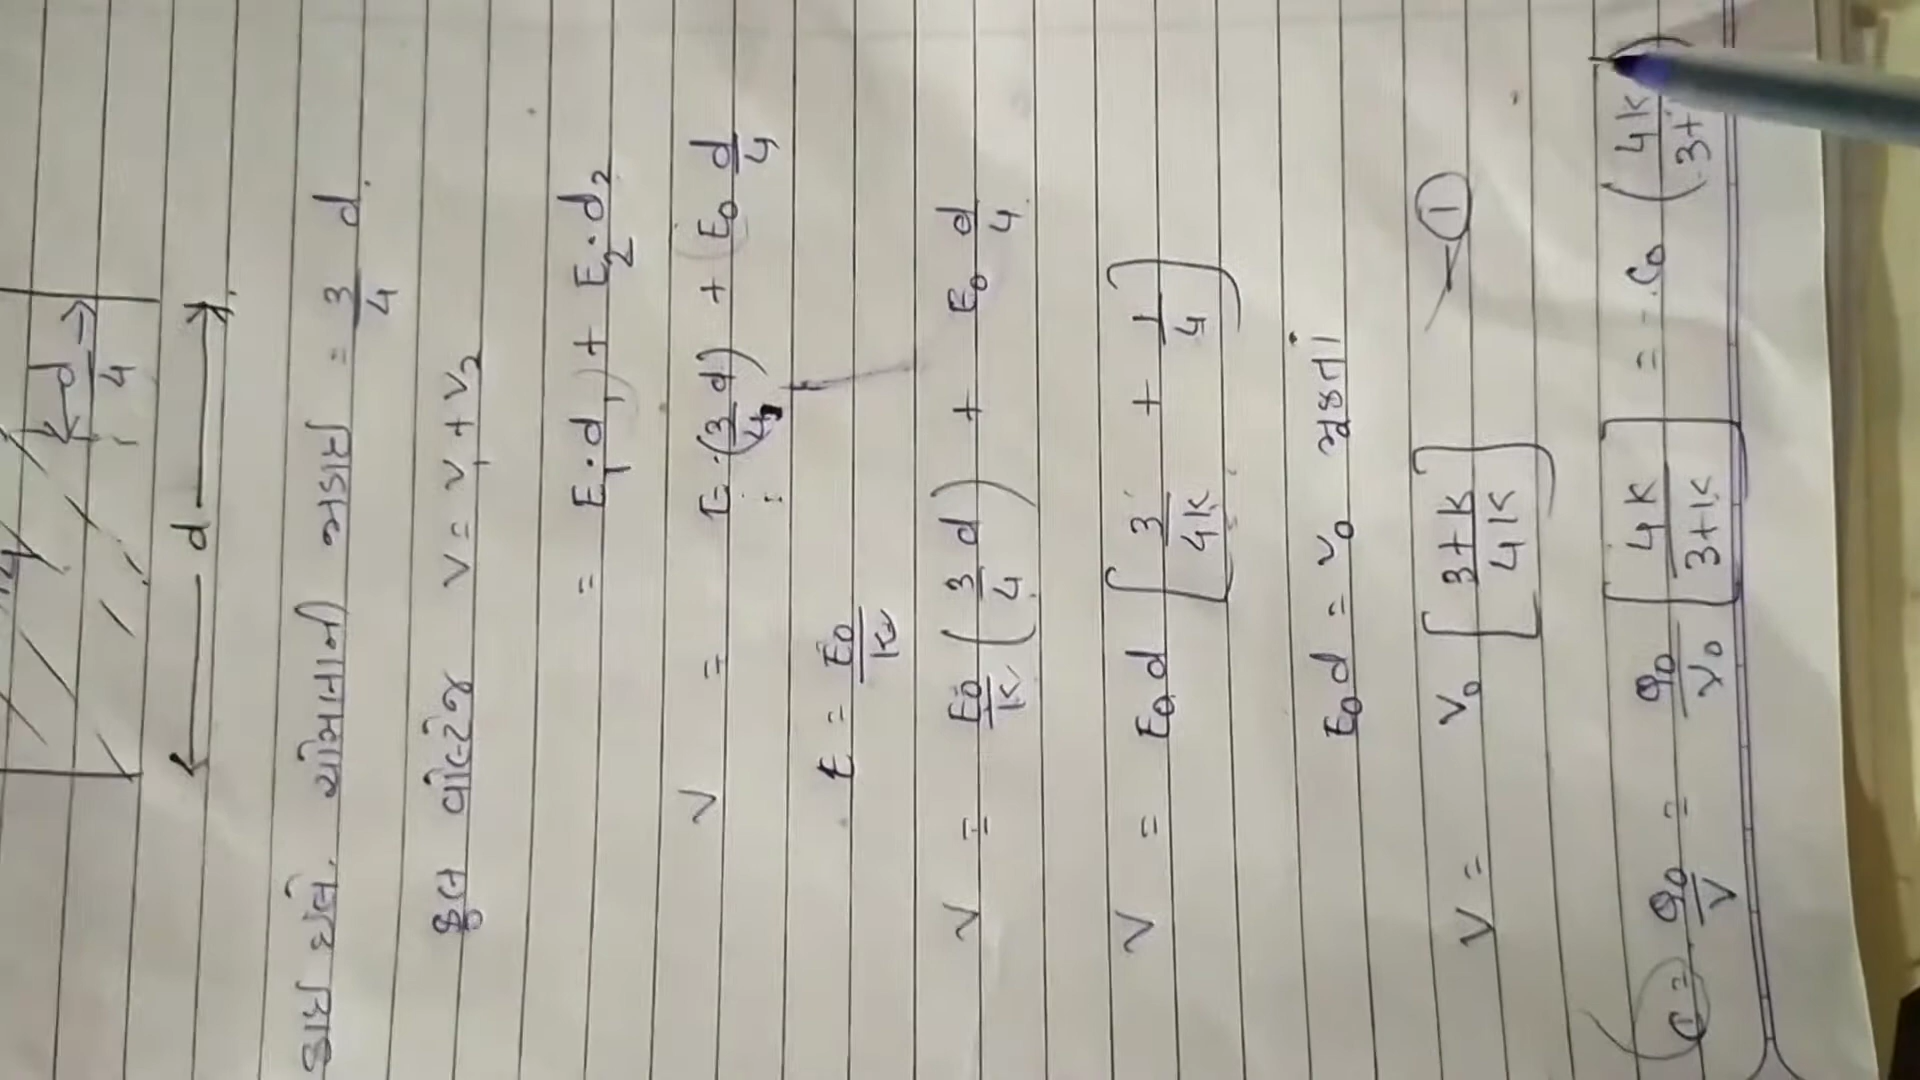 d/4
d
ડાય ઇલે. યોસલાની જાડાઈ = 3/4 d.
કુલ વોલ્ટેજ V = V₁ + V₂
= E₁·d₁ + E₂·d₂
V = E·(3/4 d) + E₀ d/4
E = E₀/K
V = E₀/K (3/4 d) + E₀ d/4
V = E₀d [3/4K + 1/4]
E₀d = V₀ મૂકતાં
V = V₀ [3+K/4K] —①
C = q₀/V = q₀/V₀ [4K/3+K] = C₀ (4K/3+